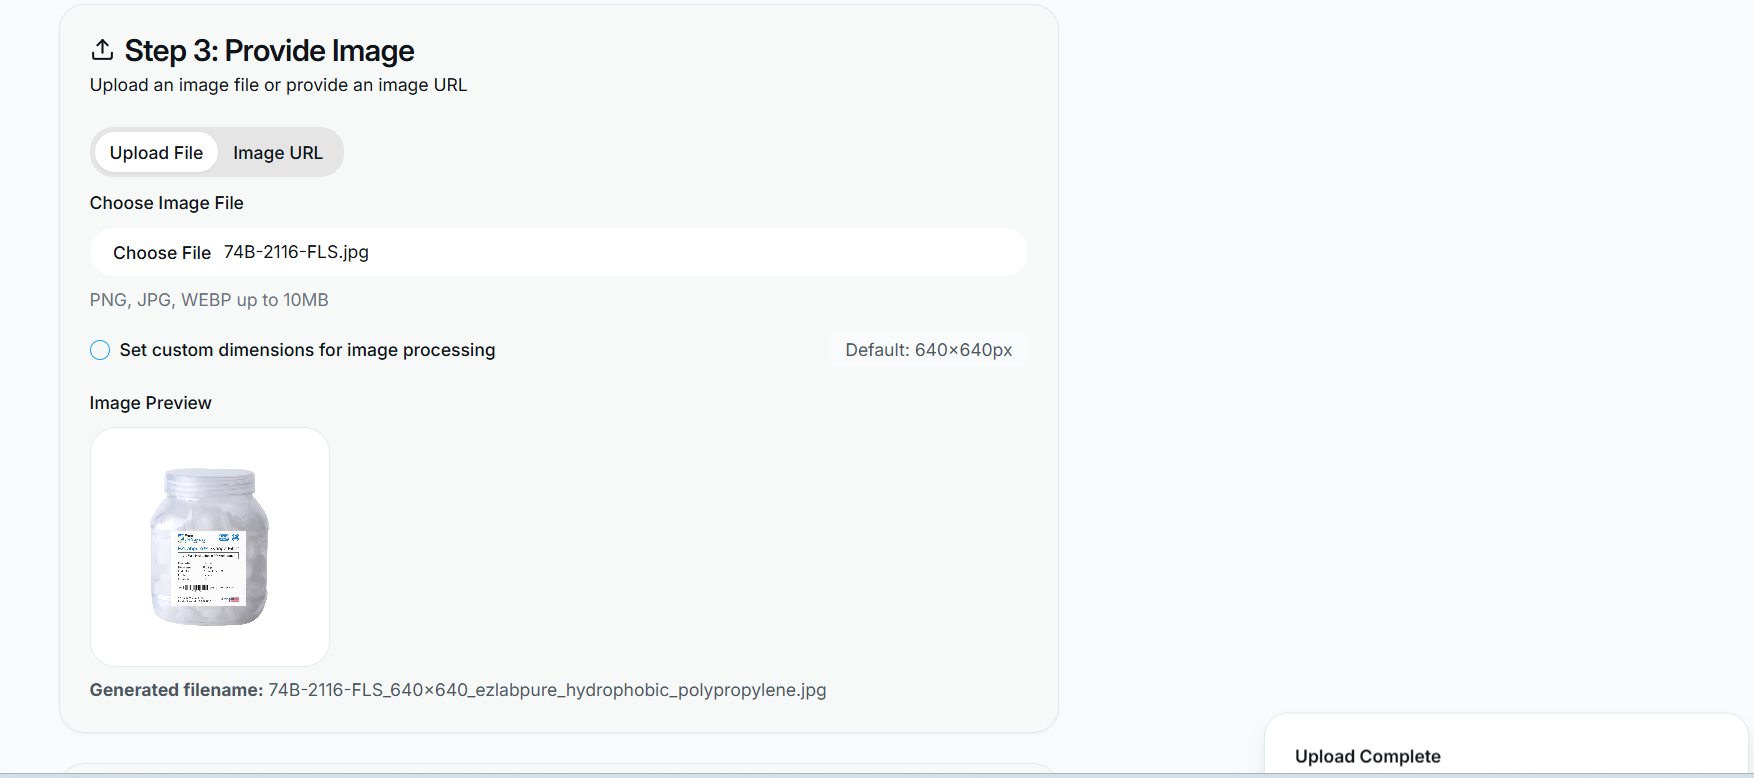 Step 3: Provide Image
Upload an image file or provide an image URL
Upload File
Image URL
Choose Image File
Choose File 74B-2116-FLS.jpg
PNG, JPG, WEBP up to 10MB
Set custom dimensions for image processing
Default: 640×640px
Image Preview
Generated filename: 74B-2116-FLS_640×640_ezlabpure_hydrophobic_polypropylene.jpg
Upload Complete